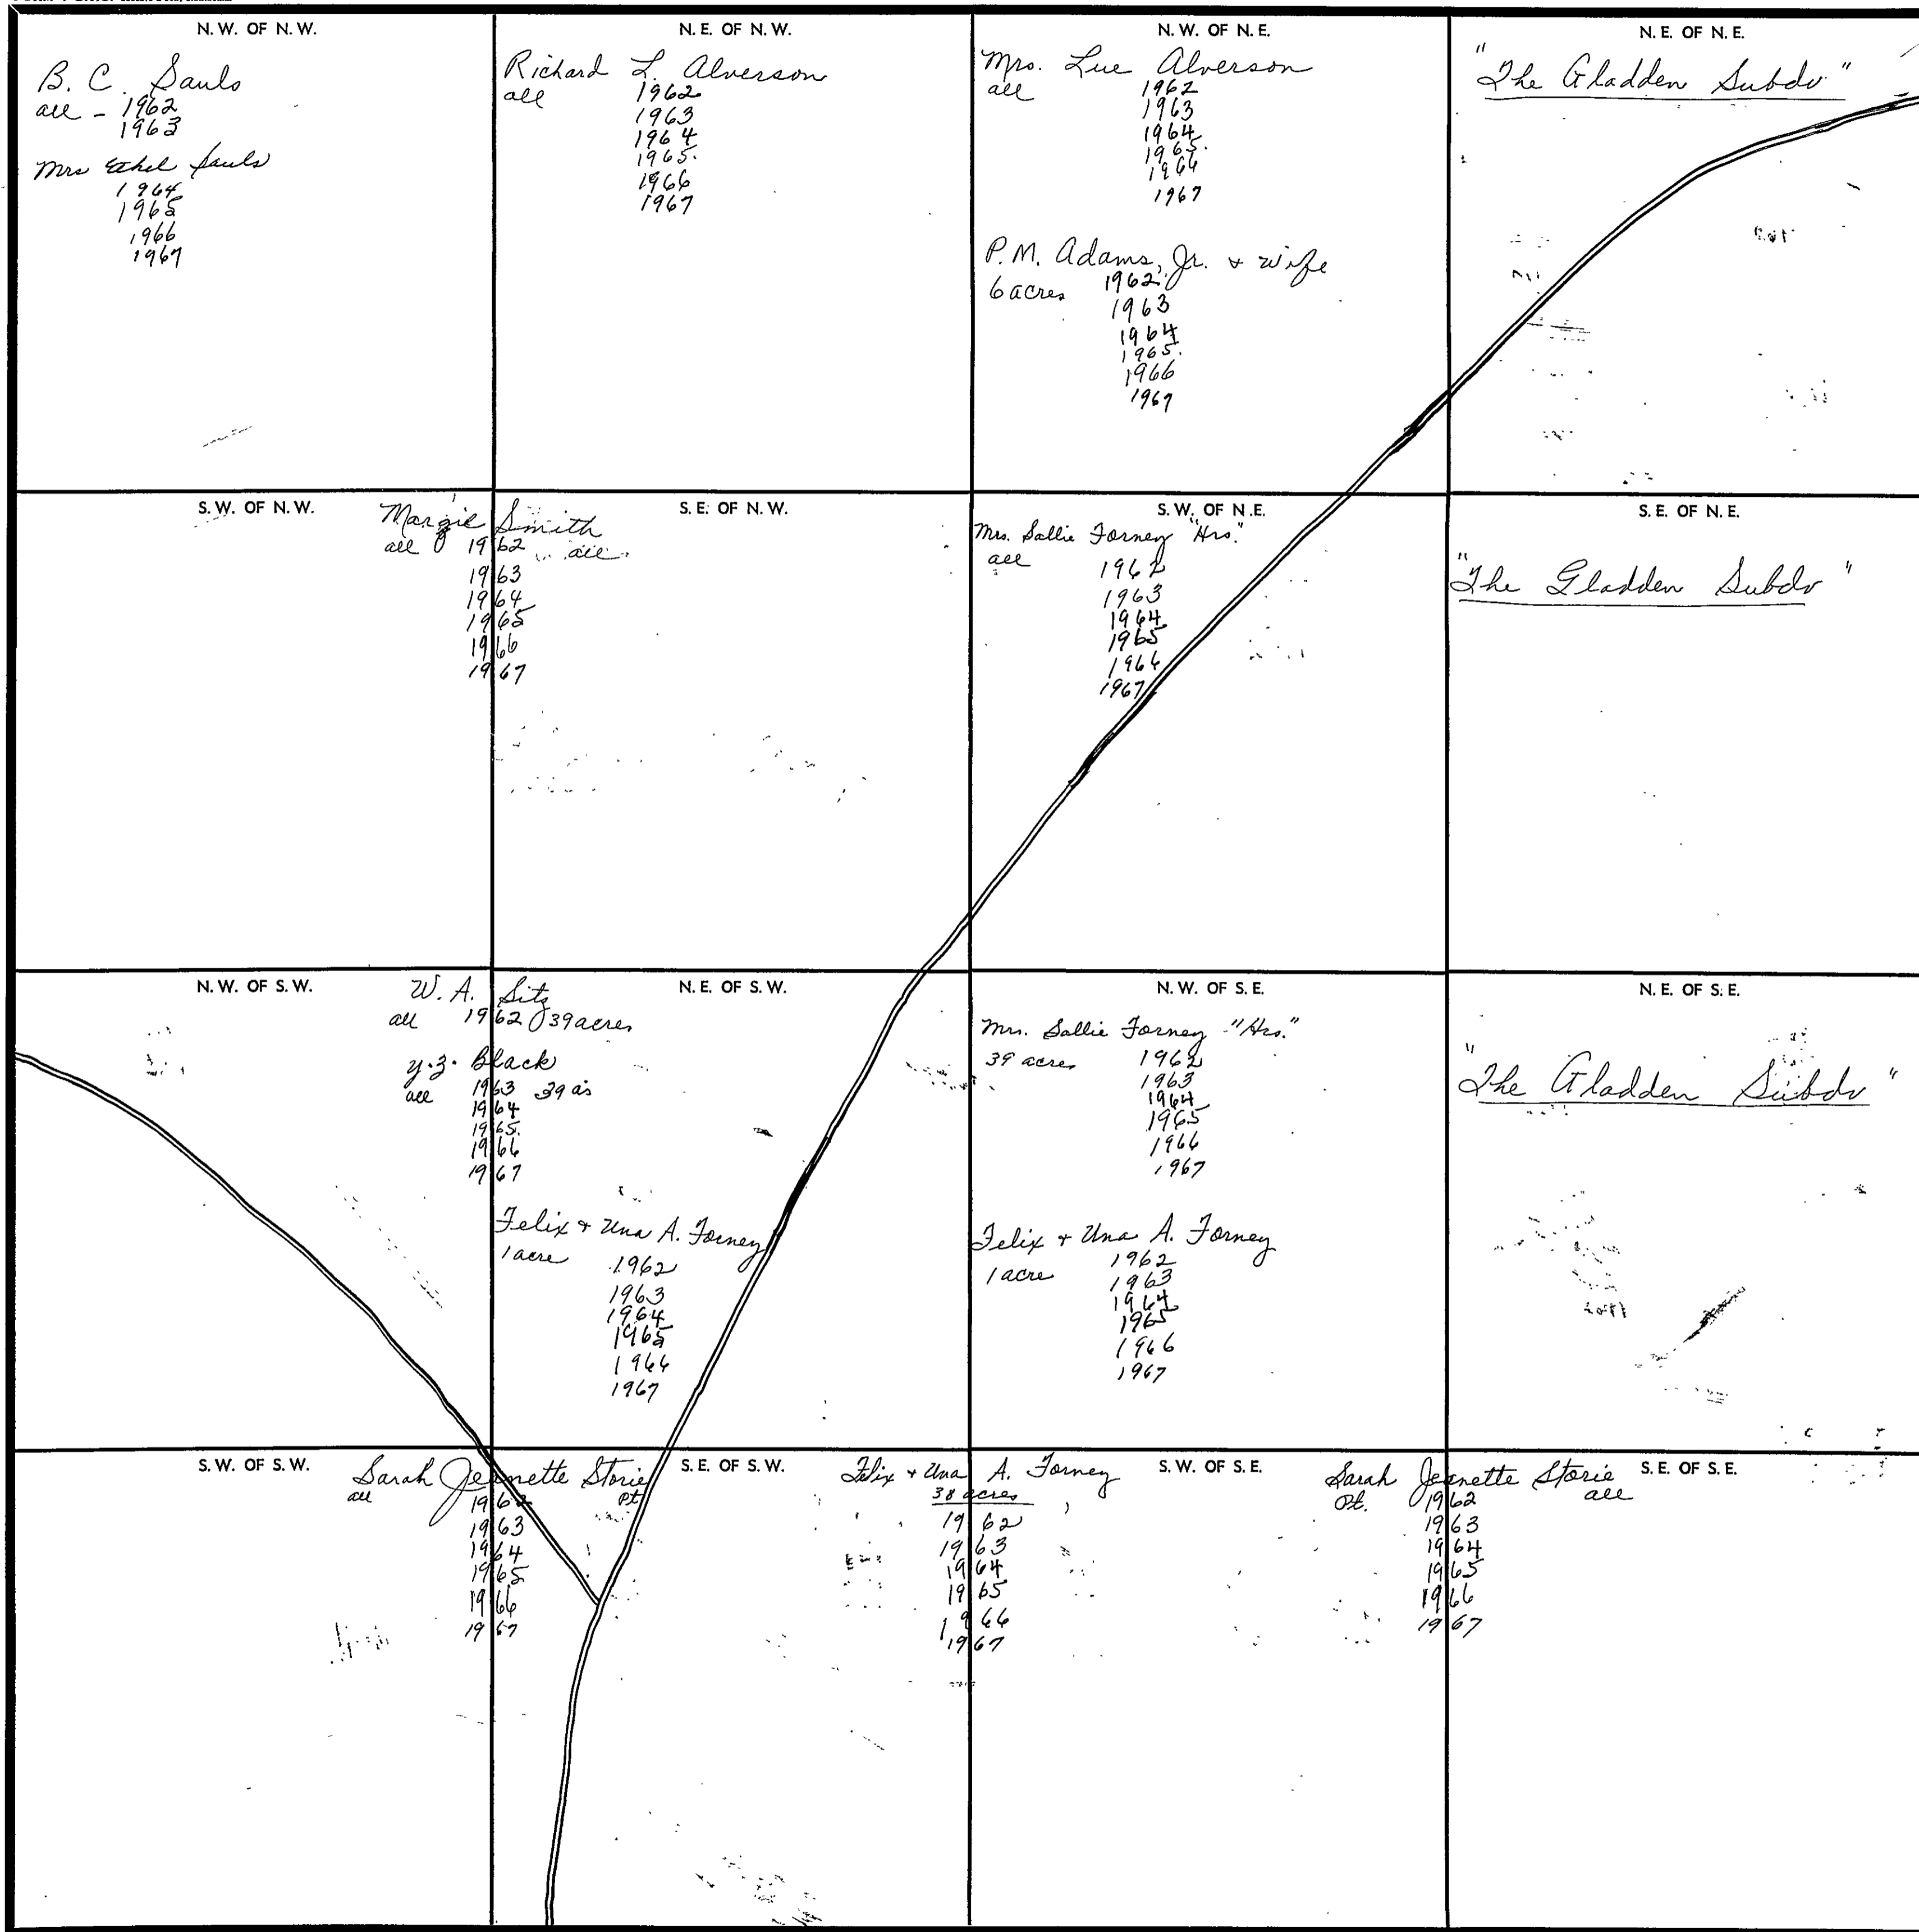 N. W. OF N. W.
B. C. Sauls
all - 1962
1963
Mrs Ethel Sauls
1964
1965
1966
1967
N. E. OF N. W.
Richard L. Alverson
all 1962
1963
1964
1965.
1966
1967
N. W. OF N. E.
Mrs. Lue Alverson
all 1962
1963
1964
1965.
1966
1967
P. M. Adams, Jr. & wife
6 acres 1962
1963
1964
1965.
1966
1967
N. E. OF N. E.
"The Gladden Subdv"
S. W. OF N. W.
S. E. OF N. W.
Margie Smith
all 1962 all
1963
1964
1965
1966
1967
S. W. OF N. E.
Mrs. Sallie Forney "Hrs."
all 1962
1963
1964
1965
1966
1967
S. E. OF N. E.
"The Gladden Subdv"
N. W. OF S. W.
N. E. OF S. W.
W. A. Sitz
all 1962 39 acres
Y. Z. Black
all 1963 39 as
1964
1965.
1966
1967
Felix & Una A. Forney
1 acre 1962
1963
1964
1965
1966
1967
N. W. OF S. E.
Mrs. Sallie Forney "Hrs."
39 acres 1962
1963
1964
1965
1966
1967
Felix & Una A. Forney
1 acre 1962
1963
1964
1965
1966
1967
N. E. OF S. E.
"The Gladden Subdv"
S. W. OF S. W.
Sarah Jeanette Storie
all 1962 Pt.
1963
1964
1965
1966
1967
S. E. OF S. W.
Felix & Una A. Forney
38 acres
1962
1963
1964
1965
1966
1967
S. W. OF S. E.
Sarah Jeanette Storie
Pt. 1962 all
1963
1964
1965
1966
1967
S. E. OF S. E.